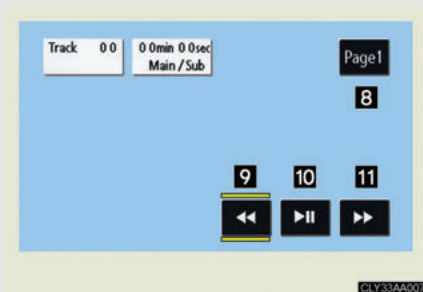 Track 0 0
0 0min 0 0sec
Main / Sub
Page1
8
9 10 11
CLY33AA007